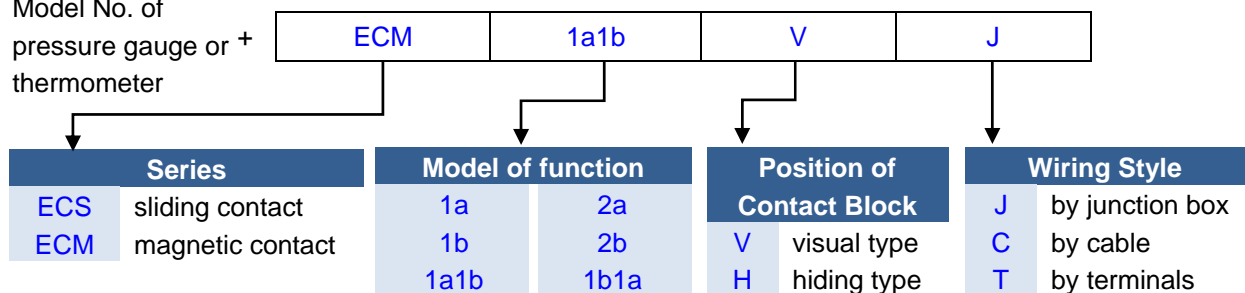 Model No. of
pressure gauge or +
thermometer
ECM 1a1b V J
Series
ECS sliding contact
ECM magnetic contact
Model of function
1a 2a
1b 2b
1a1b 1b1a
Position of
Contact Block
V visual type
H hiding type
Wiring Style
J by junction box
C by cable
T by terminals